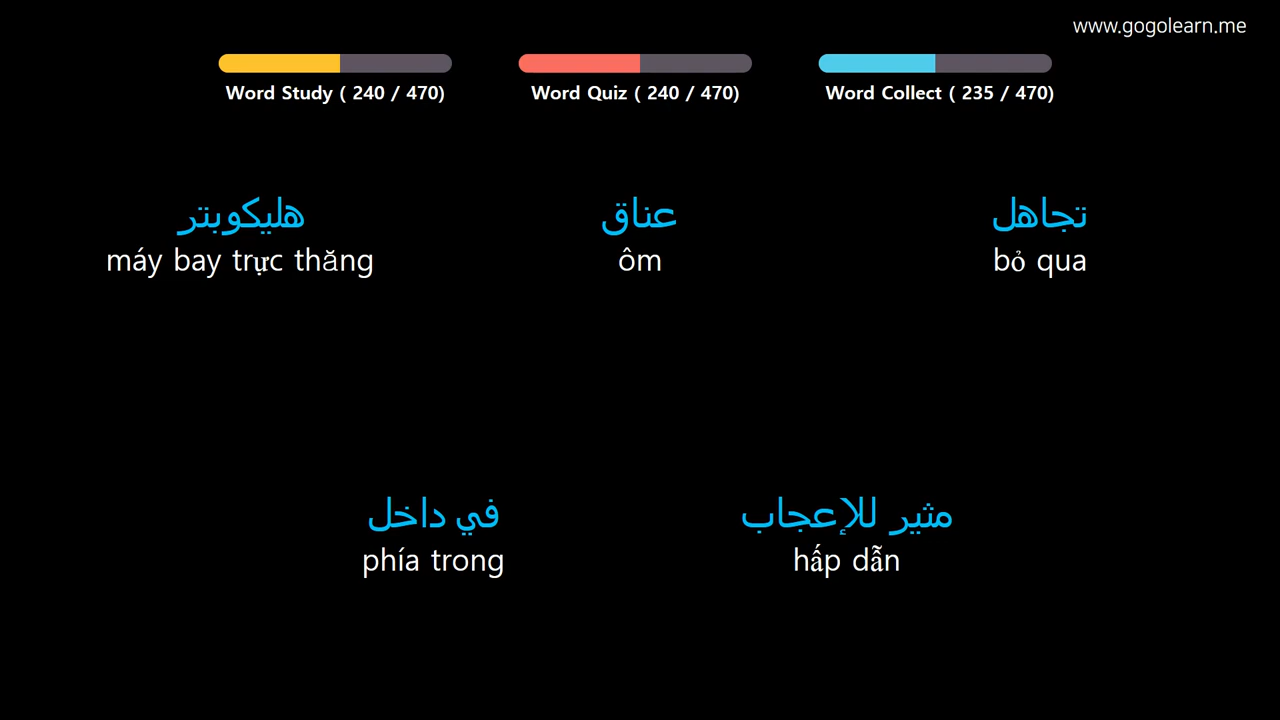 www.gogolearn.me
Word Study ( 240 / 470)
Word Quiz ( 240 / 470)
Word Collect ( 235 / 470)
هليكوبتر
máy bay trực thăng
عناق
ôm
تجاهل
bỏ qua
في داخل
phía trong
مثير للإعجاب
hấp dẫn